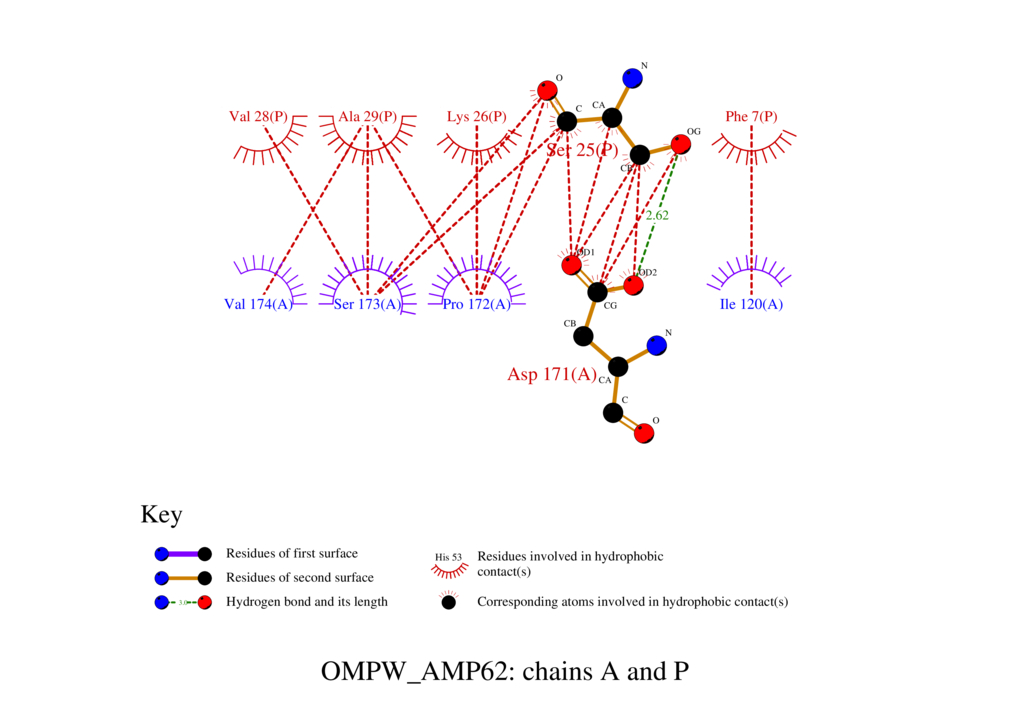 N
O
C
CA
Val 28(P)
Ala 29(P)
Lys 26(P)
Phe 7(P)
OG
Ser 25(P)
2.62
OD1
OD2
Val 174(A)
Ser 173(A)
Pro 172(A)
CG
Ile 120(A)
CB
N
Asp 171(A)
CA
C
O
Key
Residues of first surface
Residues of second surface
3.0
Hydrogen bond and its length
His 53
Residues involved in hydrophobic
contact(s)
Corresponding atoms involved in hydrophobic contact(s)
OMPW_AMP62: chains A and P